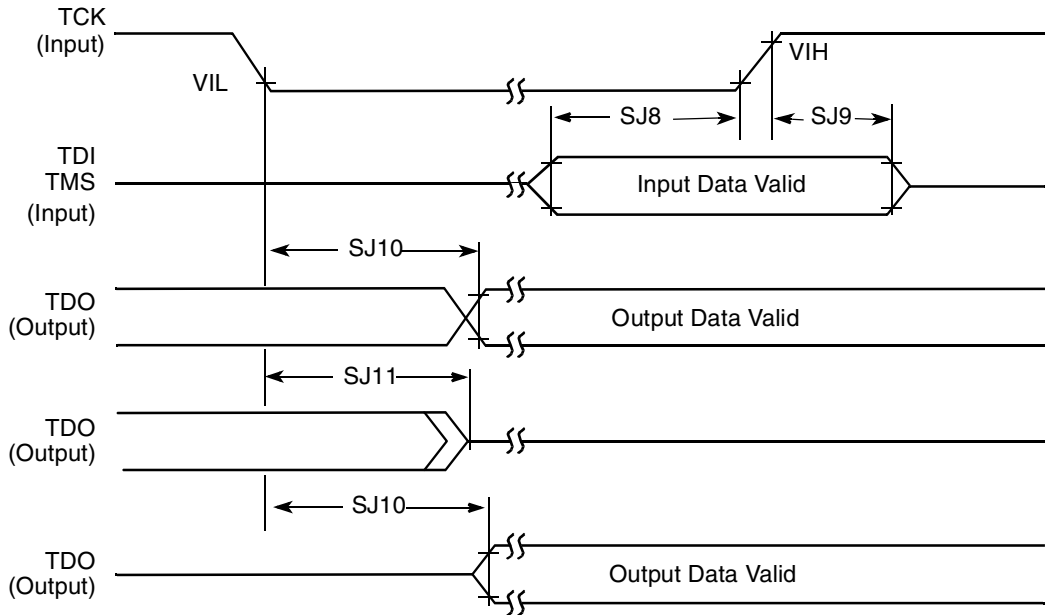 TCK
(Input)
VIL
VIH
SJ8
SJ9
TDI
TMS
(Input)
Input Data Valid
SJ10
TDO
(Output)
Output Data Valid
SJ11
TDO
(Output)
SJ10
TDO
(Output)
Output Data Valid